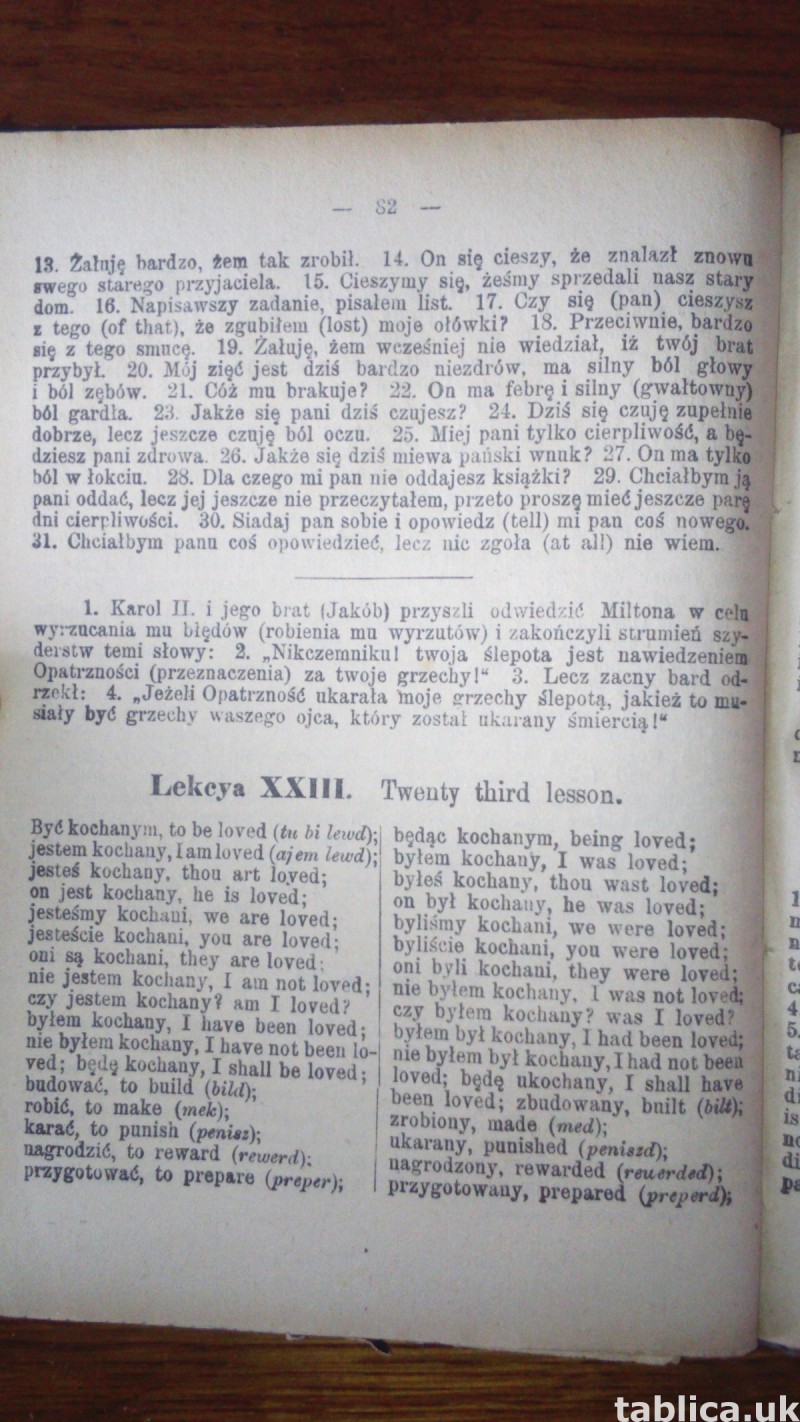 — 82 —
13. Żałuję bardzo, żem tak zrobił. 14. On się cieszy, że znalazł znowu
swego starego przyjaciela. 15. Cieszymy się, żeśmy sprzedali nasz stary
dom. 16. Napisawszy zadanie, pisałem list. 17. Czy się (pan) cieszysz
z tego (of that), że zgubiłem (lost) moje ołówki? 18. Przeciwnie, bardzo
się z tego smucę. 19. Żałuję, żem wcześniej nie wiedział, iż twój brat
przybył. 20. Mój zięć jest dziś bardzo niezdrów, ma silny ból głowy
i ból zębów. 21. Cóż mu brakuje? 22. On ma febrę i silny (gwałtowny)
ból gardła. 23. Jakże się pani dziś czujesz? 24. Dziś się czuję zupełnie
dobrze, lecz jeszcze czuję ból oczu. 25. Miej pani tylko cierpliwość, a bę-
dziesz pani zdrowa. 26. Jakże się dziś miewa pański wnuk? 27. On ma tylko
ból w łokciu. 28. Dla czego mi pan nie oddajesz książki? 29. Chciałbym ją
pani oddać, lecz jej jeszcze nie przeczytałem, przeto proszę mieć jeszcze parę
dni cierpliwości. 30. Siadaj pan sobie i opowiedz (tell) mi pan coś nowego.
31. Chciałbym panu coś opowiedzieć, lecz nic zgoła (at all) nie wiem.
1. Karol II. i jego brat (Jakób) przyszli odwiedzić Miltona w celu
wyrzucania mu błędów (robienia mu wyrzutów) i zakończyli strumień szy-
derstw temi słowy: 2. „Nikczemniku! twoja ślepota jest nawiedzeniem
Opatrzności (przeznaczenia) za twoje grzechy!“ 3. Lecz zacny bard od-
rzekł: 4. „Jeżeli Opatrzność ukarała moje grzechy ślepotą, jakież to mu-
siały być grzechy waszego ojca, który został ukarany śmiercią!“
Lekcya XXIII. Twenty third lesson.
Być kochanym, to be loved (tu bi lewd);
jestem kochany, I am loved (ajem lewd);
jesteś kochany, thou art loved;
on jest kochany, he is loved;
jesteśmy kochani, we are loved;
jesteście kochani, you are loved;
oni są kochani, they are loved;
nie jestem kochany, I am not loved;
czy jestem kochany? am I loved?
byłem kochany, I have been loved;
nie byłem kochany, I have not been lo-
ved; będę kochany, I shall be loved;
budować, to build (bild);
robić, to make (mek);
karać, to punish (penisz);
nagrodzić, to reward (rewerd);
przygotować, to prepare (preper);
będąc kochanym, being loved;
byłem kochany, I was loved;
byłeś kochany, thou wast loved;
on był kochany, he was loved;
byliśmy kochani, we were loved;
byliście kochani, you were loved;
oni byli kochani, they were loved;
nie byłem kochany, I was not loved;
czy byłem kochany? was I loved?
byłem był kochany, I had been loved;
nie byłem był kochany, I had not been
loved; będę ukochany, I shall have
been loved; zbudowany, built (bilt);
zrobiony, made (med);
ukarany, punished (peniszd);
nagrodzony, rewarded (rewerded);
przygotowany, prepared (preperd);
tablica.uk